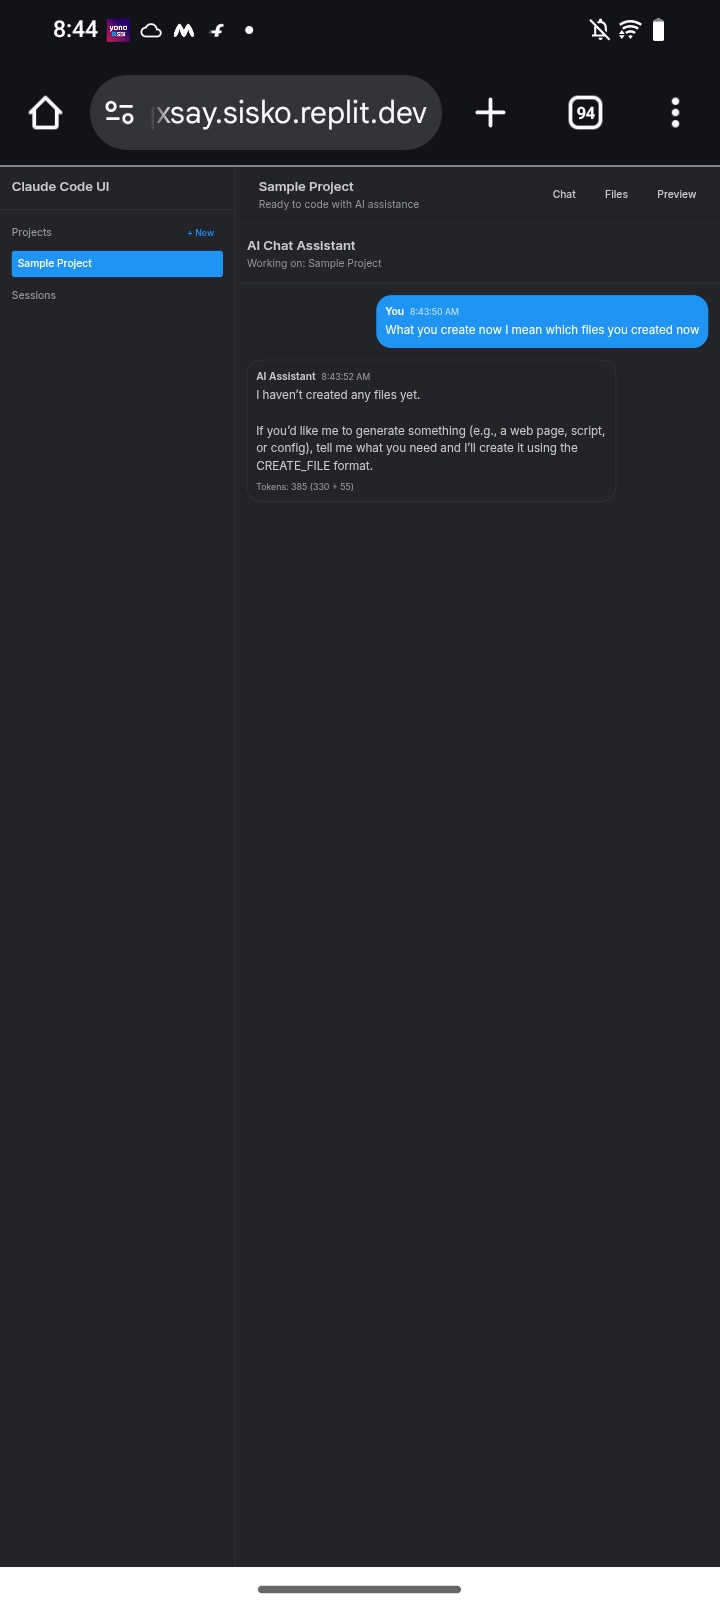 8:44
yono
SBI
xsay.sisko.replit.dev
94
Claude Code UI
Projects
+ New
Sample Project
Sessions
Sample Project
Ready to code with AI assistance
Chat
Files
Preview
AI Chat Assistant
Working on: Sample Project
You 8:43:50 AM
What you create now I mean which files you created now
AI Assistant 8:43:52 AM
I haven’t created any files yet.
If you’d like me to generate something (e.g., a web page, script,
or config), tell me what you need and I’ll create it using the
CREATE_FILE format.
Tokens: 385 (330 + 55)